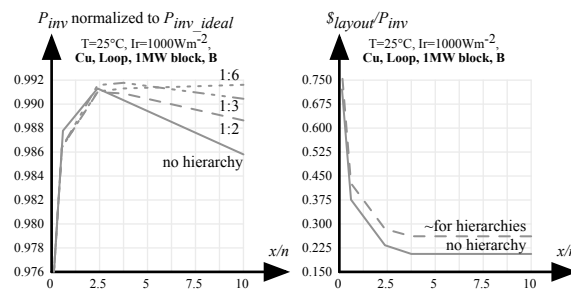 P_inv normalized to P_inv_ideal
T=25°C, Ir=1000Wm⁻²,
Cu, Loop, 1MW block, B
0.992
0.990
0.988
0.986
0.984
0.982
0.980
0.978
0.976
1:6
1:3
1:2
no hierarchy
x/n
0
2.5
5
7.5
10
$layout/P_inv
T=25°C, Ir=1000Wm⁻²,
Cu, Loop, 1MW block, B
0.750
0.675
0.600
0.525
0.450
0.375
0.300
0.225
0.150
~for hierarchies
no hierarchy
x/n
0
2.5
5
7.5
10